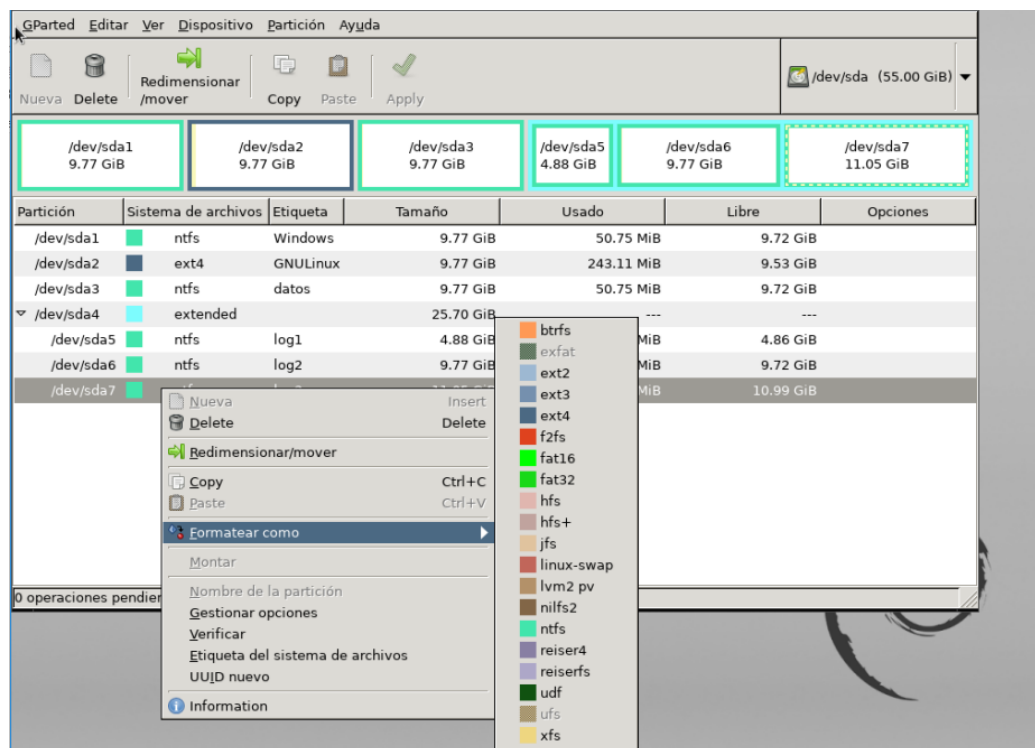 GParted Editar Ver Dispositivo Partición Ayuda
Nueva Delete Redimensionar /mover Copy Paste Apply /dev/sda (55.00 GiB)
/dev/sda1 9.77 GiB
/dev/sda2 9.77 GiB
/dev/sda3 9.77 GiB
/dev/sda5 4.88 GiB
/dev/sda6 9.77 GiB
/dev/sda7 11.05 GiB
Partición Sistema de archivos Etiqueta Tamaño Usado Libre Opciones
/dev/sda1 ntfs Windows 9.77 GiB 50.75 MiB 9.72 GiB
/dev/sda2 ext4 GNULinux 9.77 GiB 243.11 MiB 9.53 GiB
/dev/sda3 ntfs datos 9.77 GiB 50.75 MiB 9.72 GiB
/dev/sda4 extended 25.70 GiB --- ---
/dev/sda5 ntfs log1 4.88 GiB MiB 4.86 GiB
/dev/sda6 ntfs log2 9.77 GiB MiB 9.72 GiB
/dev/sda7 MiB 10.99 GiB
Nueva Insert
Delete Delete
Redimensionar/mover
Copy Ctrl+C
Paste Ctrl+V
Formatear como
Montar
Nombre de la partición
Gestionar opciones
Verificar
Etiqueta del sistema de archivos
UUID nuevo
Information
btrfs
exfat
ext2
ext3
ext4
f2fs
fat16
fat32
hfs
hfs+
jfs
linux-swap
lvm2 pv
nilfs2
ntfs
reiser4
reiserfs
udf
ufs
xfs
0 operaciones